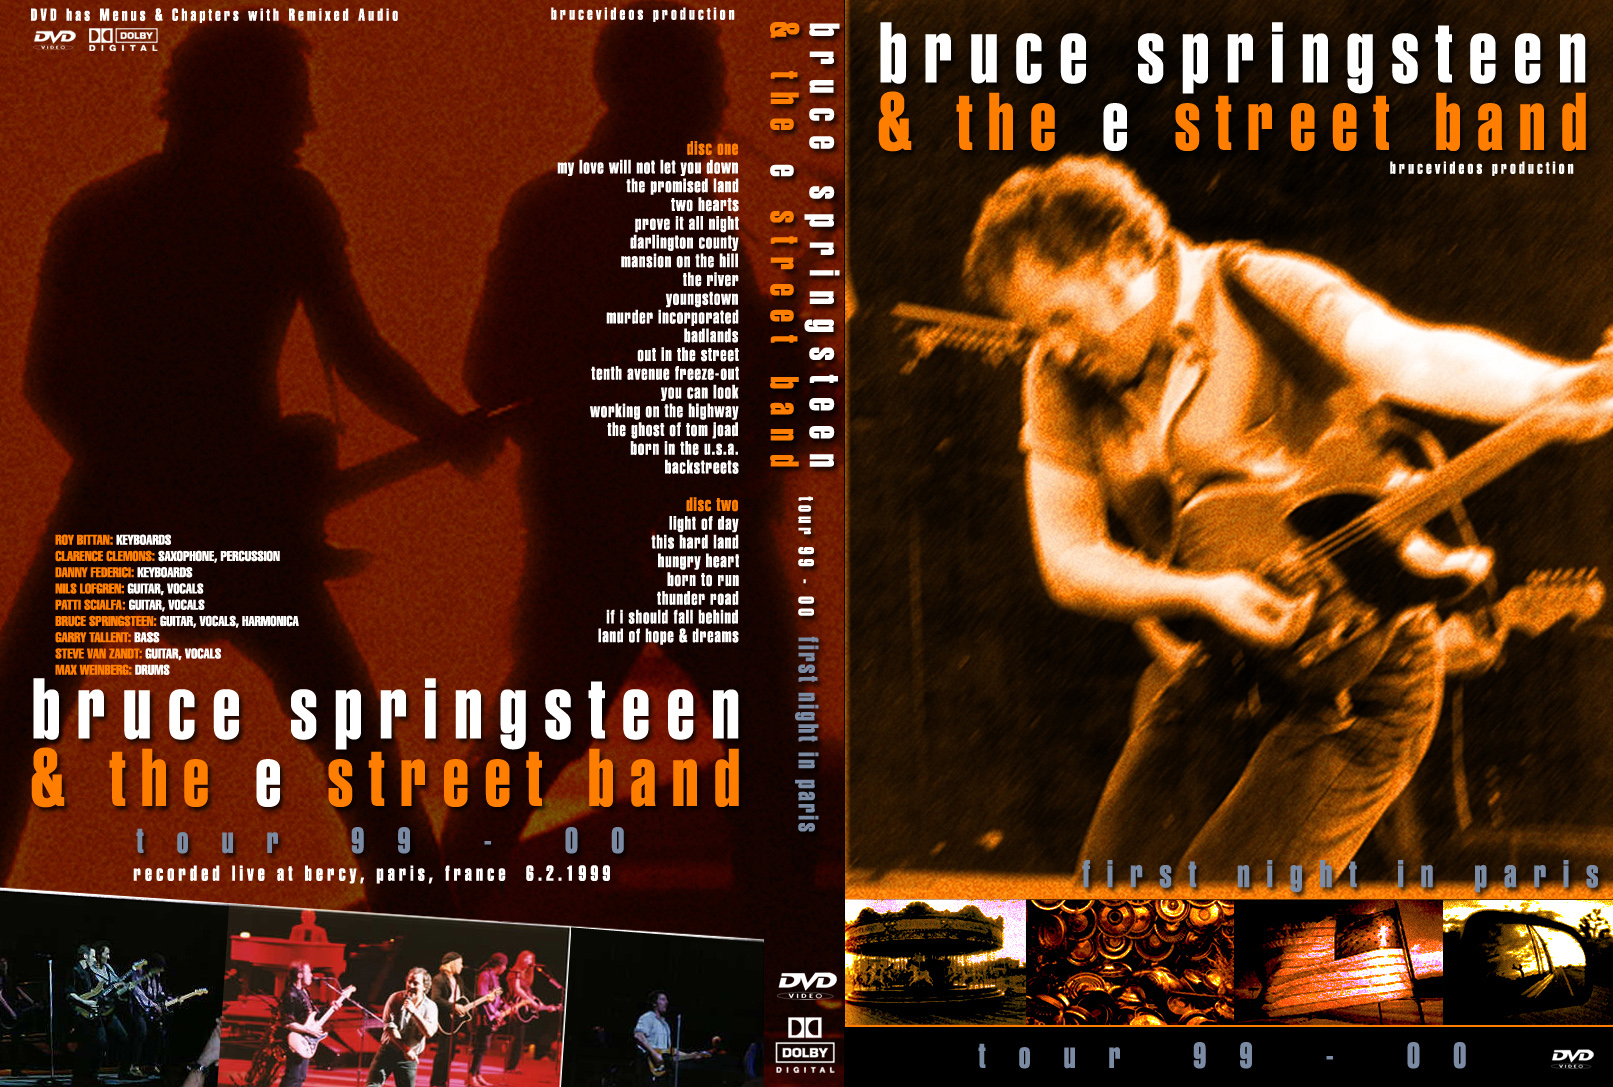 DVD has Menus & Chapters with Remixed Audio
DVD
VIDEO
DOLBY
DIGITAL
brucevideos production
disc one
my love will not let you down
the promised land
two hearts
prove it all night
darlington county
mansion on the hill
the river
youngstown
murder incorporated
badlands
out in the street
tenth avenue freeze-out
you can look
working on the highway
the ghost of tom joad
born in the u.s.a.
backstreets
disc two
light of day
this hard land
hungry heart
born to run
thunder road
if i should fall behind
land of hope & dreams
ROY BITTAN: KEYBOARDS
CLARENCE CLEMONS: SAXOPHONE, PERCUSSION
DANNY FEDERICI: KEYBOARDS
NILS LOFGREN: GUITAR, VOCALS
PATTI SCIALFA: GUITAR, VOCALS
BRUCE SPRINGSTEEN: GUITAR, VOCALS, HARMONICA
GARRY TALLENT: BASS
STEVE VAN ZANDT: GUITAR, VOCALS
MAX WEINBERG: DRUMS
bruce springsteen
& the e street band
tour 99 - 00
recorded live at bercy, paris, france 6.2.1999
bruce springsteen
& the e street band
tour 99 - 00 first night in paris
DVD
VIDEO
DOLBY
DIGITAL
bruce springsteen
& the e street band
brucevideos production
first night in paris
tour 99 - 00
DVD
VIDEO